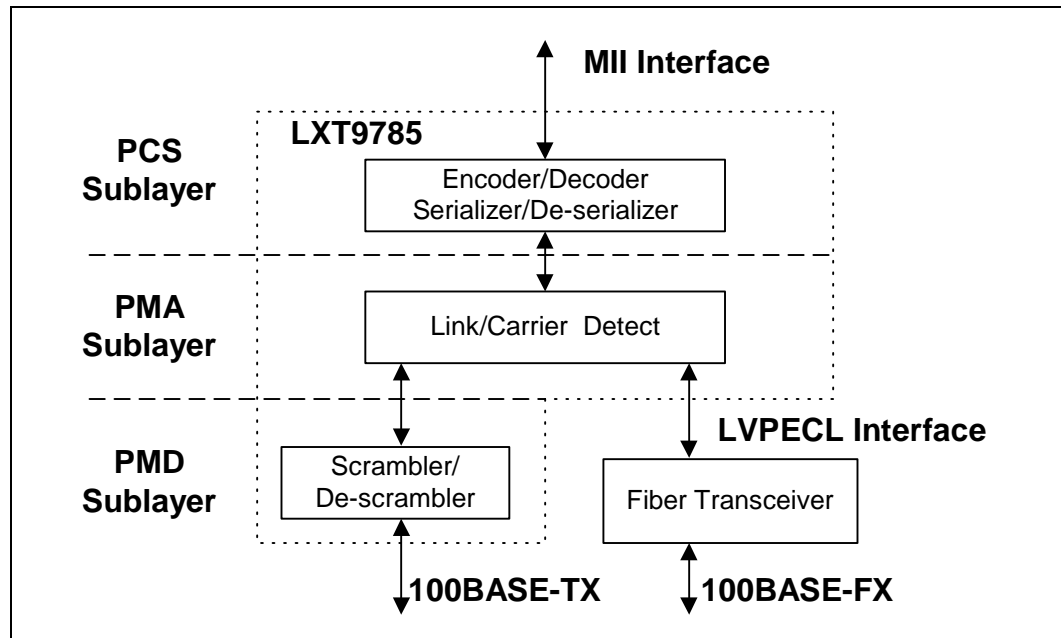 MII Interface
LXT9785
PCS
Sublayer
Encoder/Decoder
Serializer/De-serializer
PMA
Sublayer
Link/Carrier Detect
LVPECL Interface
PMD
Sublayer
Scrambler/
De-scrambler
Fiber Transceiver
100BASE-TX
100BASE-FX